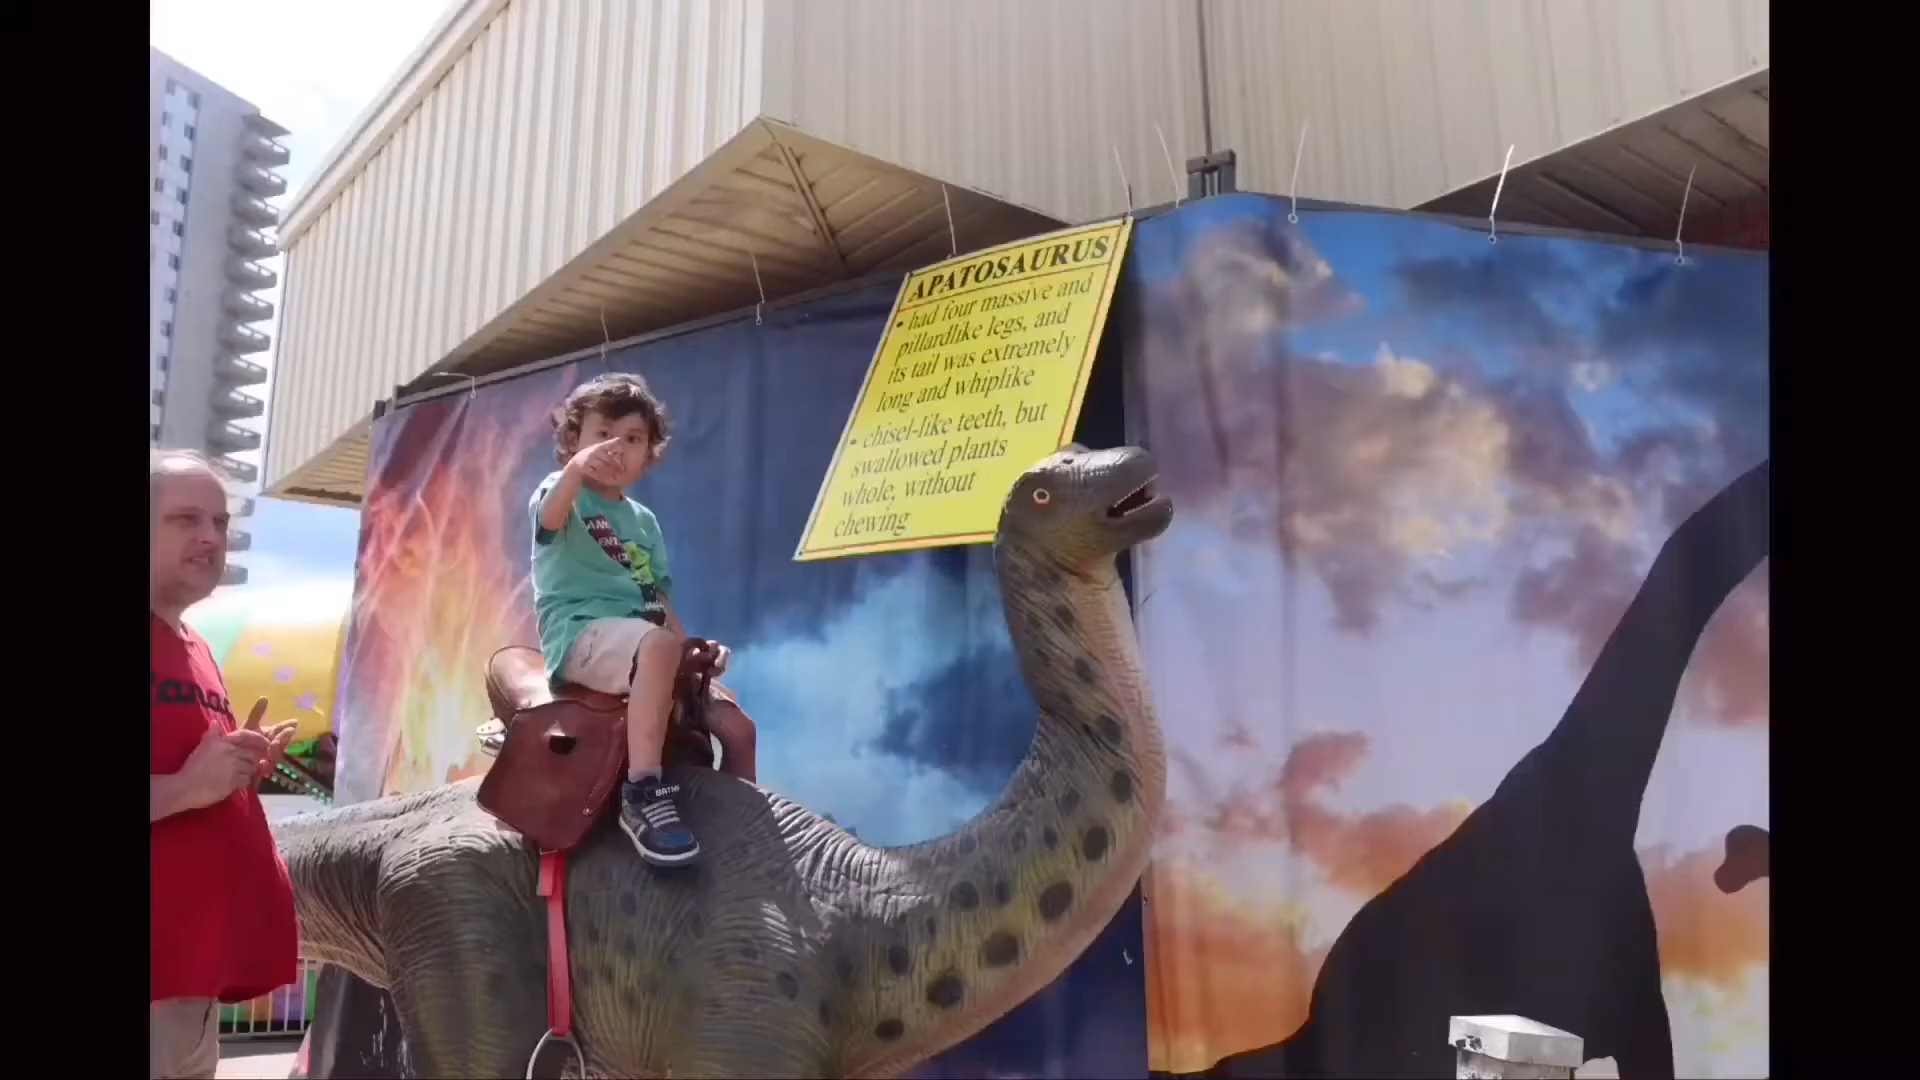 APATOSAURUS
• had four massive and
pillardlike legs, and
its tail was extremely
long and whiplike
• chisel-like teeth, but
swallowed plants
whole, without
chewing